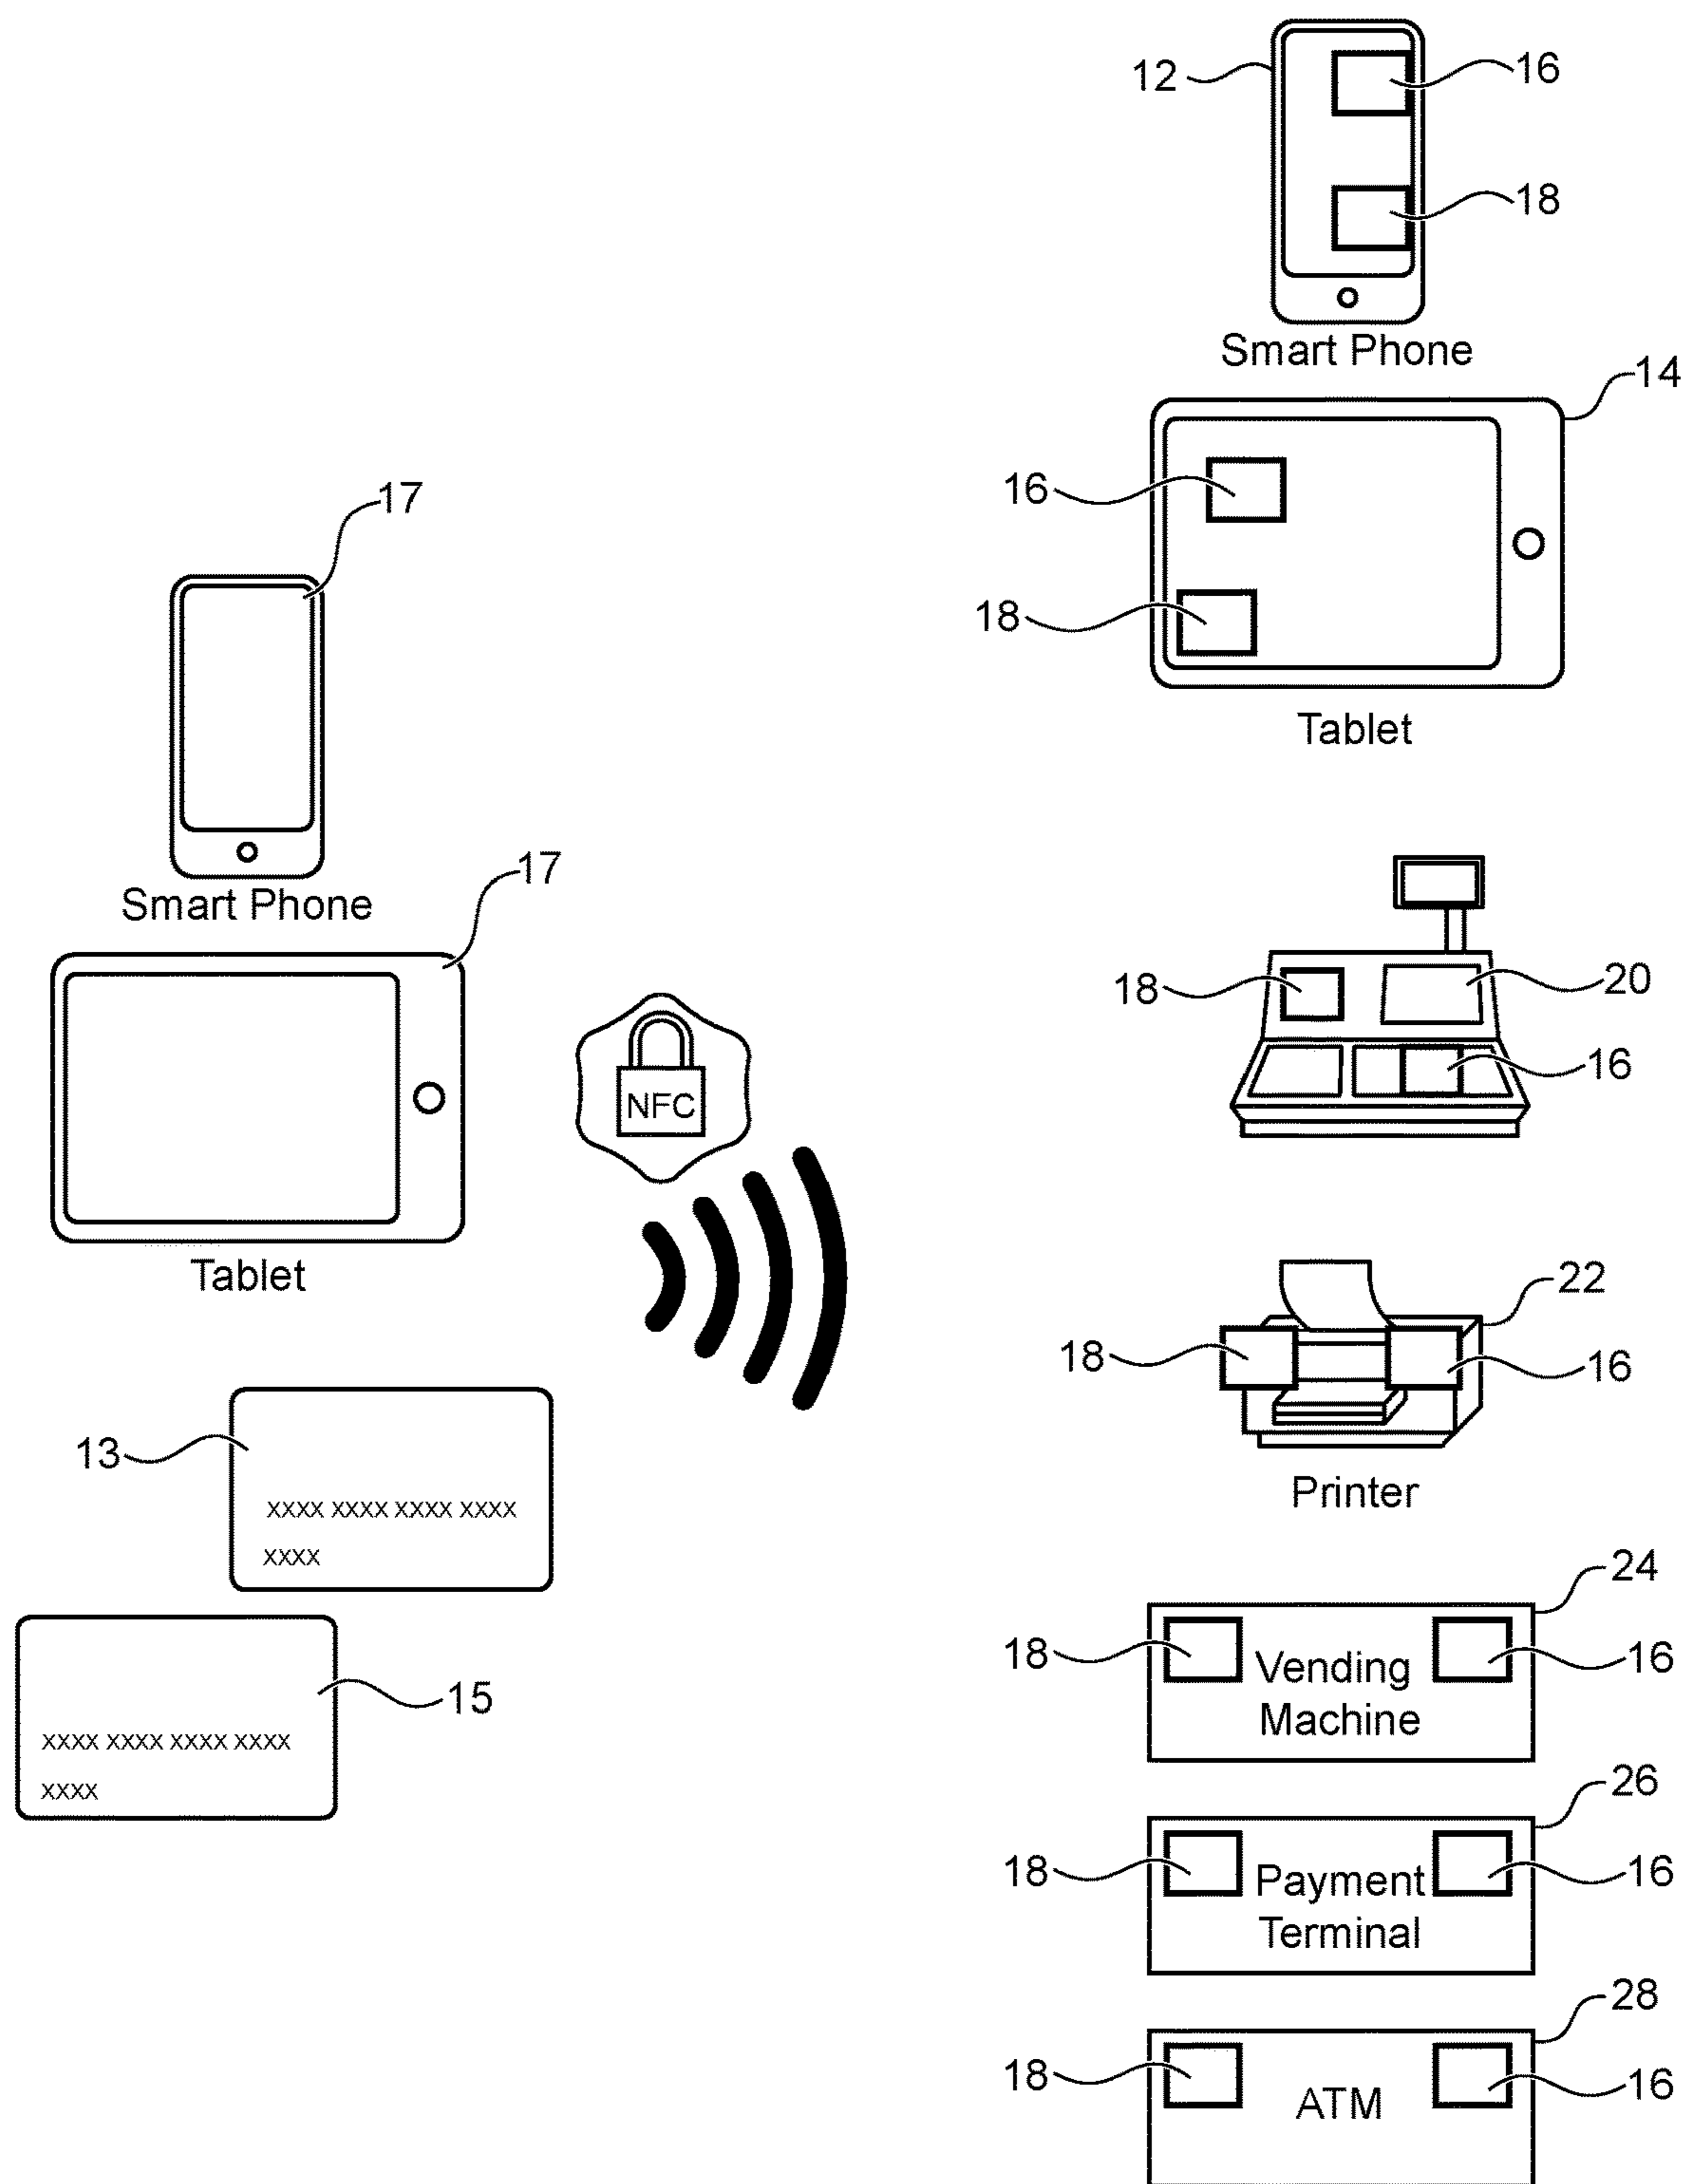 12
16
18
Smart Phone
14
16
18
Tablet
17
Smart Phone
17
Tablet
NFC
13
XXXX XXXX XXXX XXXX
XXXX
15
XXXX XXXX XXXX XXXX
XXXX
18
20
16
22
18
16
Printer
24
18
Vending
Machine
16
26
18
Payment
Terminal
16
28
18
ATM
16